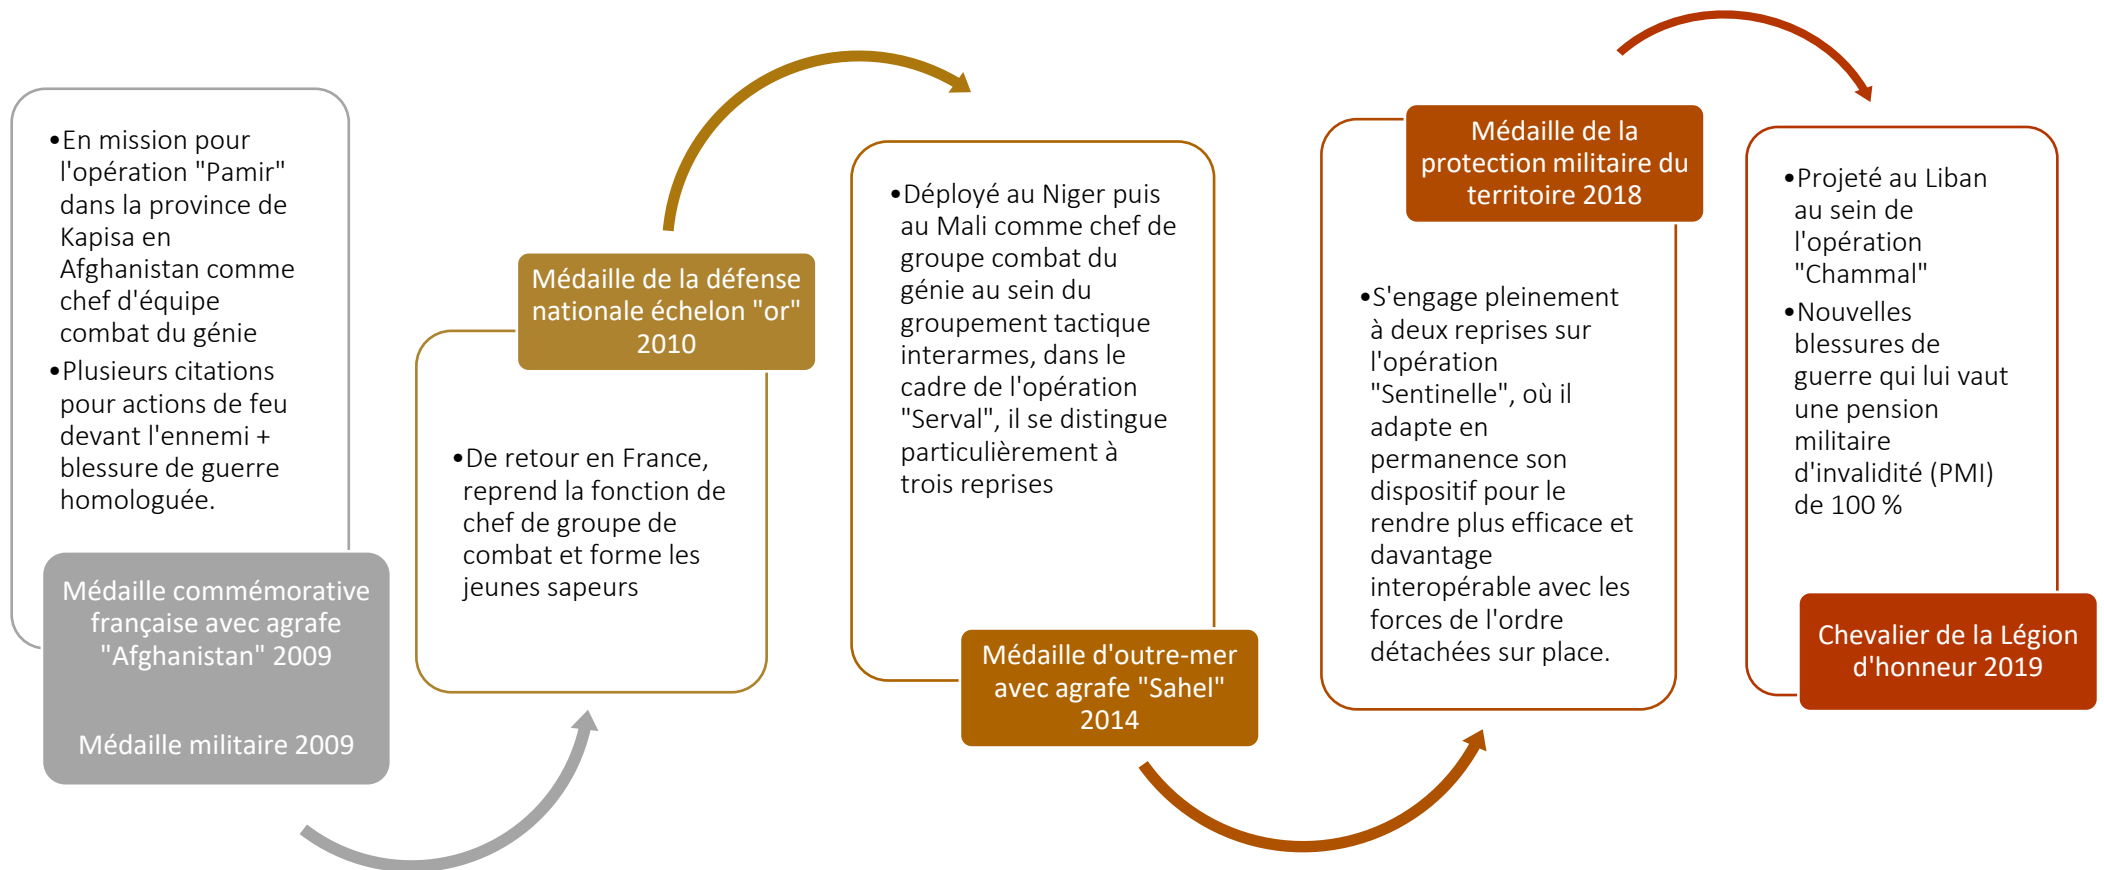 •En mission pour
l'opération "Pamir"
dans la province de
Kapisa en
Afghanistan comme
chef d'équipe
combat du génie
•Plusieurs citations
pour actions de feu
devant l'ennemi +
blessure de guerre
homologuée.
Médaille commémorative
française avec agrafe
"Afghanistan" 2009
Médaille militaire 2009
Médaille de la défense
nationale échelon "or"
2010
•De retour en France,
reprend la fonction de
chef de groupe de
combat et forme les
jeunes sapeurs
•Déployé au Niger puis
au Mali comme chef de
groupe combat du
génie au sein du
groupement tactique
interarmes, dans le
cadre de l'opération
"Serval", il se distingue
particulièrement à
trois reprises
Médaille d'outre-mer
avec agrafe "Sahel"
2014
Médaille de la
protection militaire du
territoire 2018
•S'engage pleinement
à deux reprises sur
l'opération
"Sentinelle", où il
adapte en
permanence son
dispositif pour le
rendre plus efficace et
davantage
interopérable avec les
forces de l'ordre
détachées sur place.
•Projeté au Liban
au sein de
l'opération
"Chammal"
•Nouvelles
blessures de
guerre qui lui vaut
une pension
militaire
d'invalidité (PMI)
de 100 %
Chevalier de la Légion
d'honneur 2019